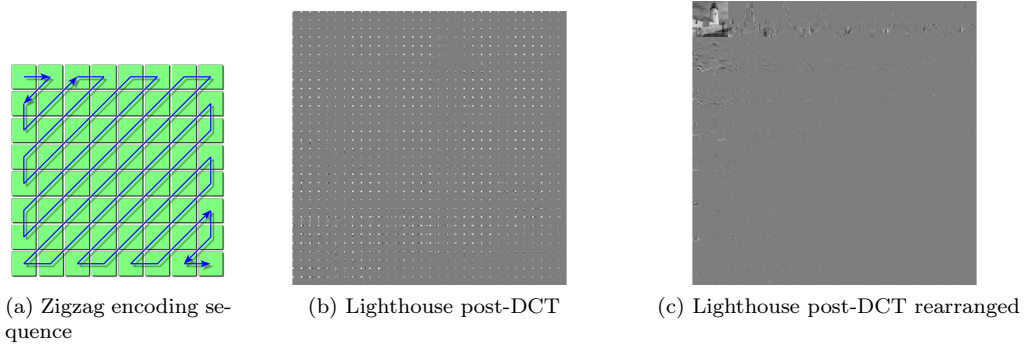 (a) Zigzag encoding se-
quence
(b) Lighthouse post-DCT
(c) Lighthouse post-DCT rearranged